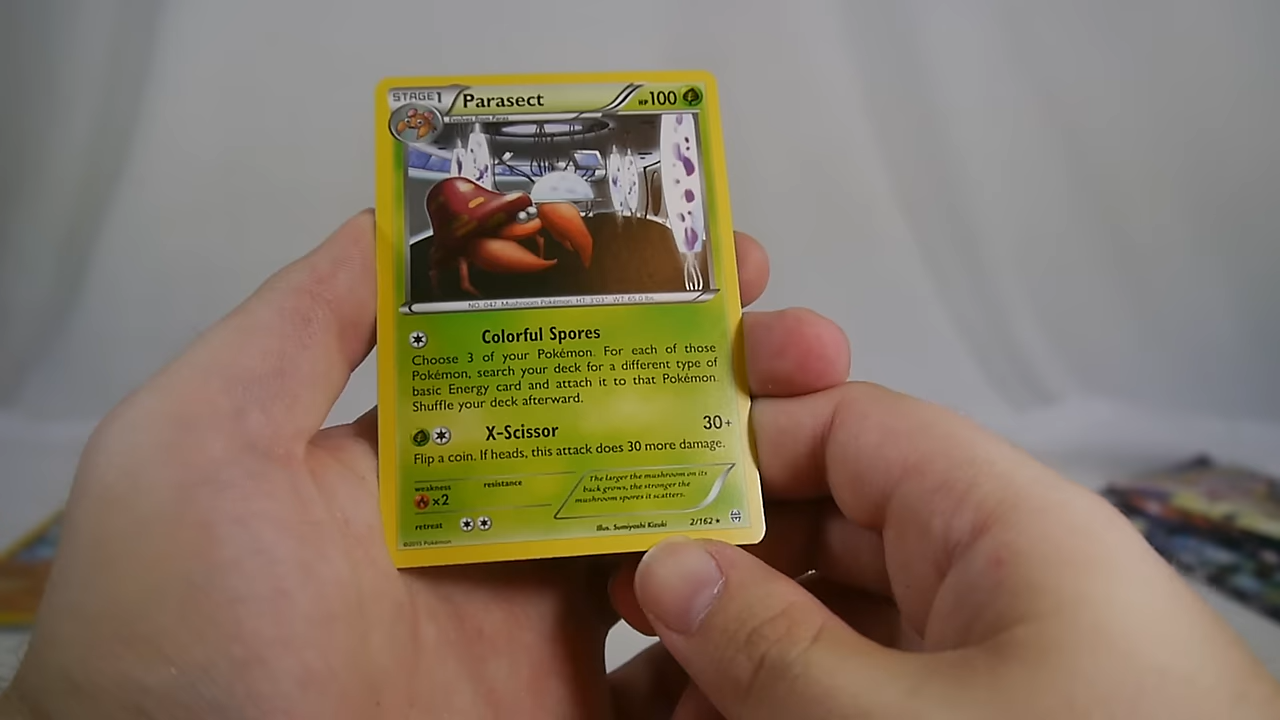 STAGE1 Parasect HP100
Evolves from Paras
NO. 047 Mushroom Pokémon HT: 3'03" WT: 65.0 lbs.
Colorful Spores
Choose 3 of your Pokémon. For each of those
Pokémon, search your deck for a different type of
basic Energy card and attach it to that Pokémon.
Shuffle your deck afterward.
X-Scissor 30+
Flip a coin. If heads, this attack does 30 more damage.
weakness resistance
×2
The larger the mushroom on its
back grows, the stronger the
mushroom spores it scatters.
retreat
Illus. Sumiyoshi Kizuki 2/162 ★
©2015 Pokémon